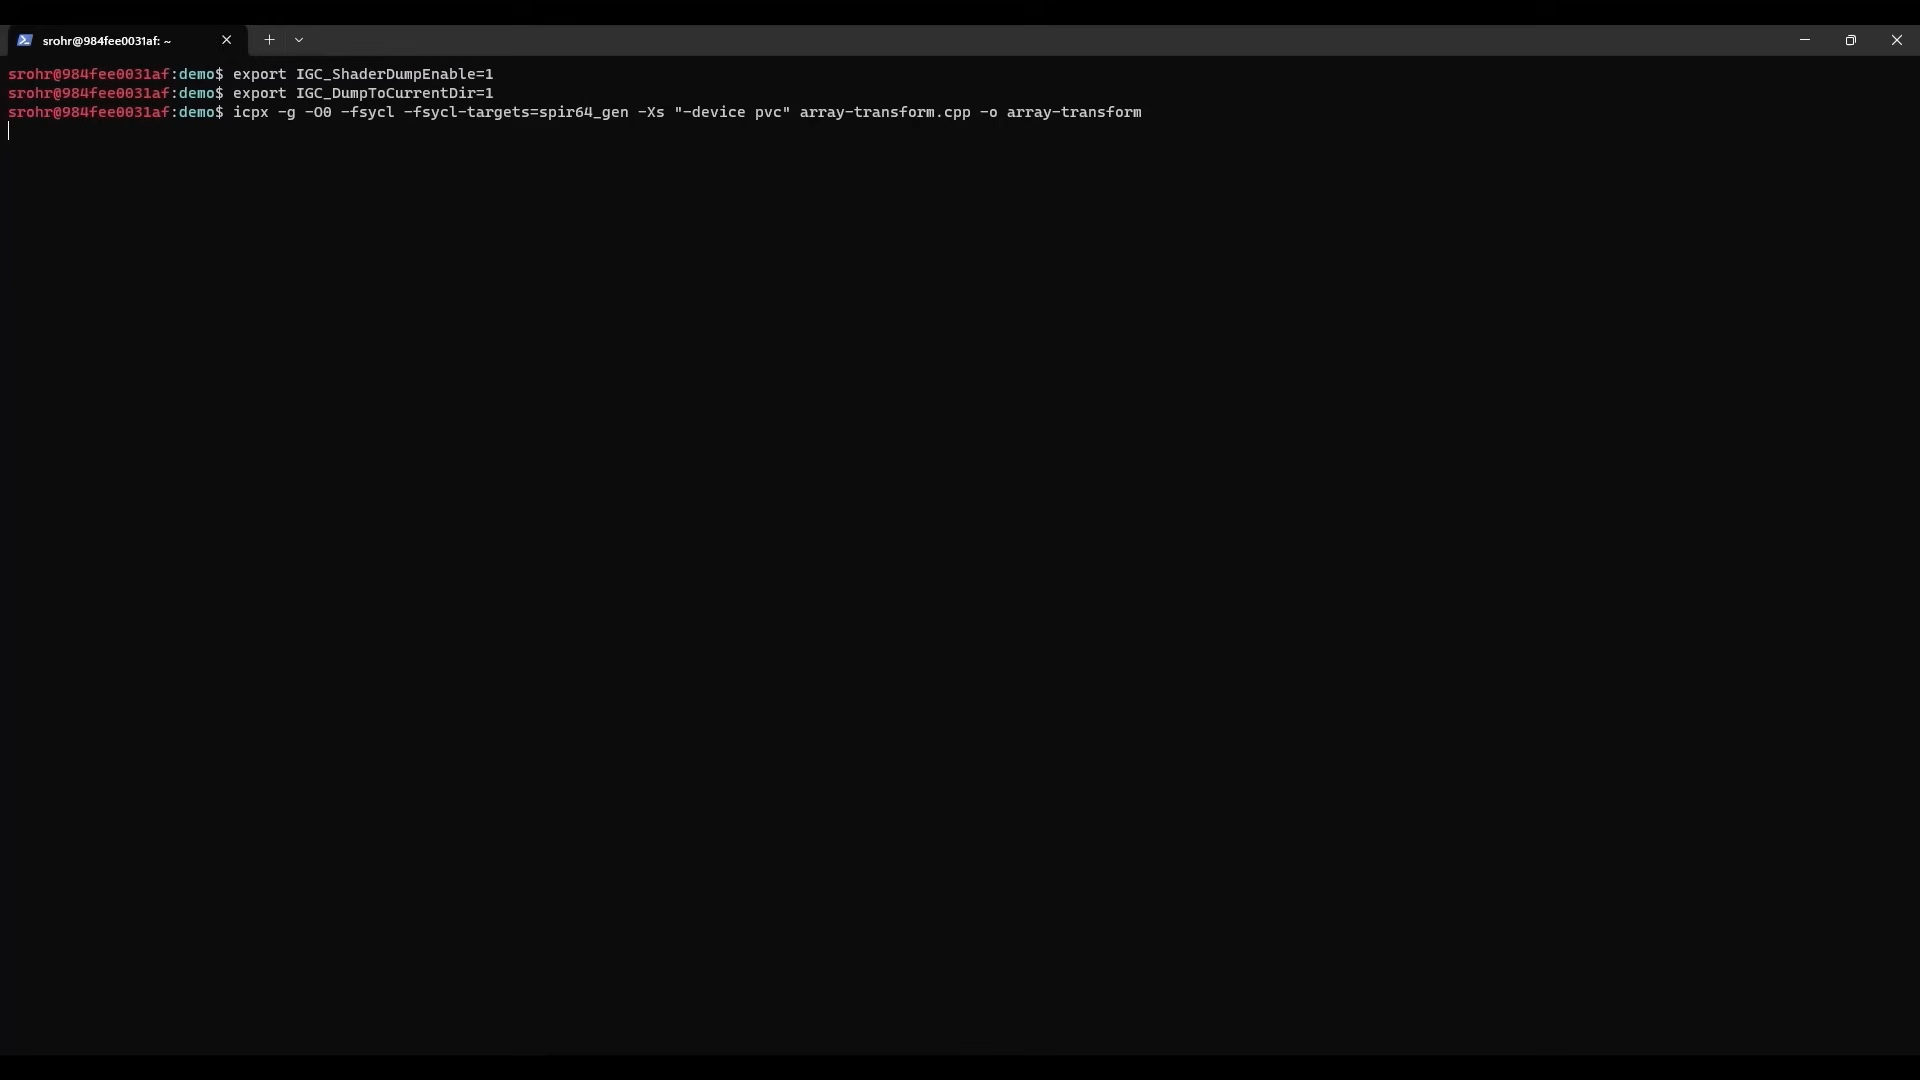 srohr@984fee0031af: ~
srohr@984fee0031af:demo$ export IGC_ShaderDumpEnable=1
srohr@984fee0031af:demo$ export IGC_DumpToCurrentDir=1
srohr@984fee0031af:demo$ icpx -g -O0 -fsycl -fsycl-targets=spir64_gen -Xs "-device pvc" array-transform.cpp -o array-transform